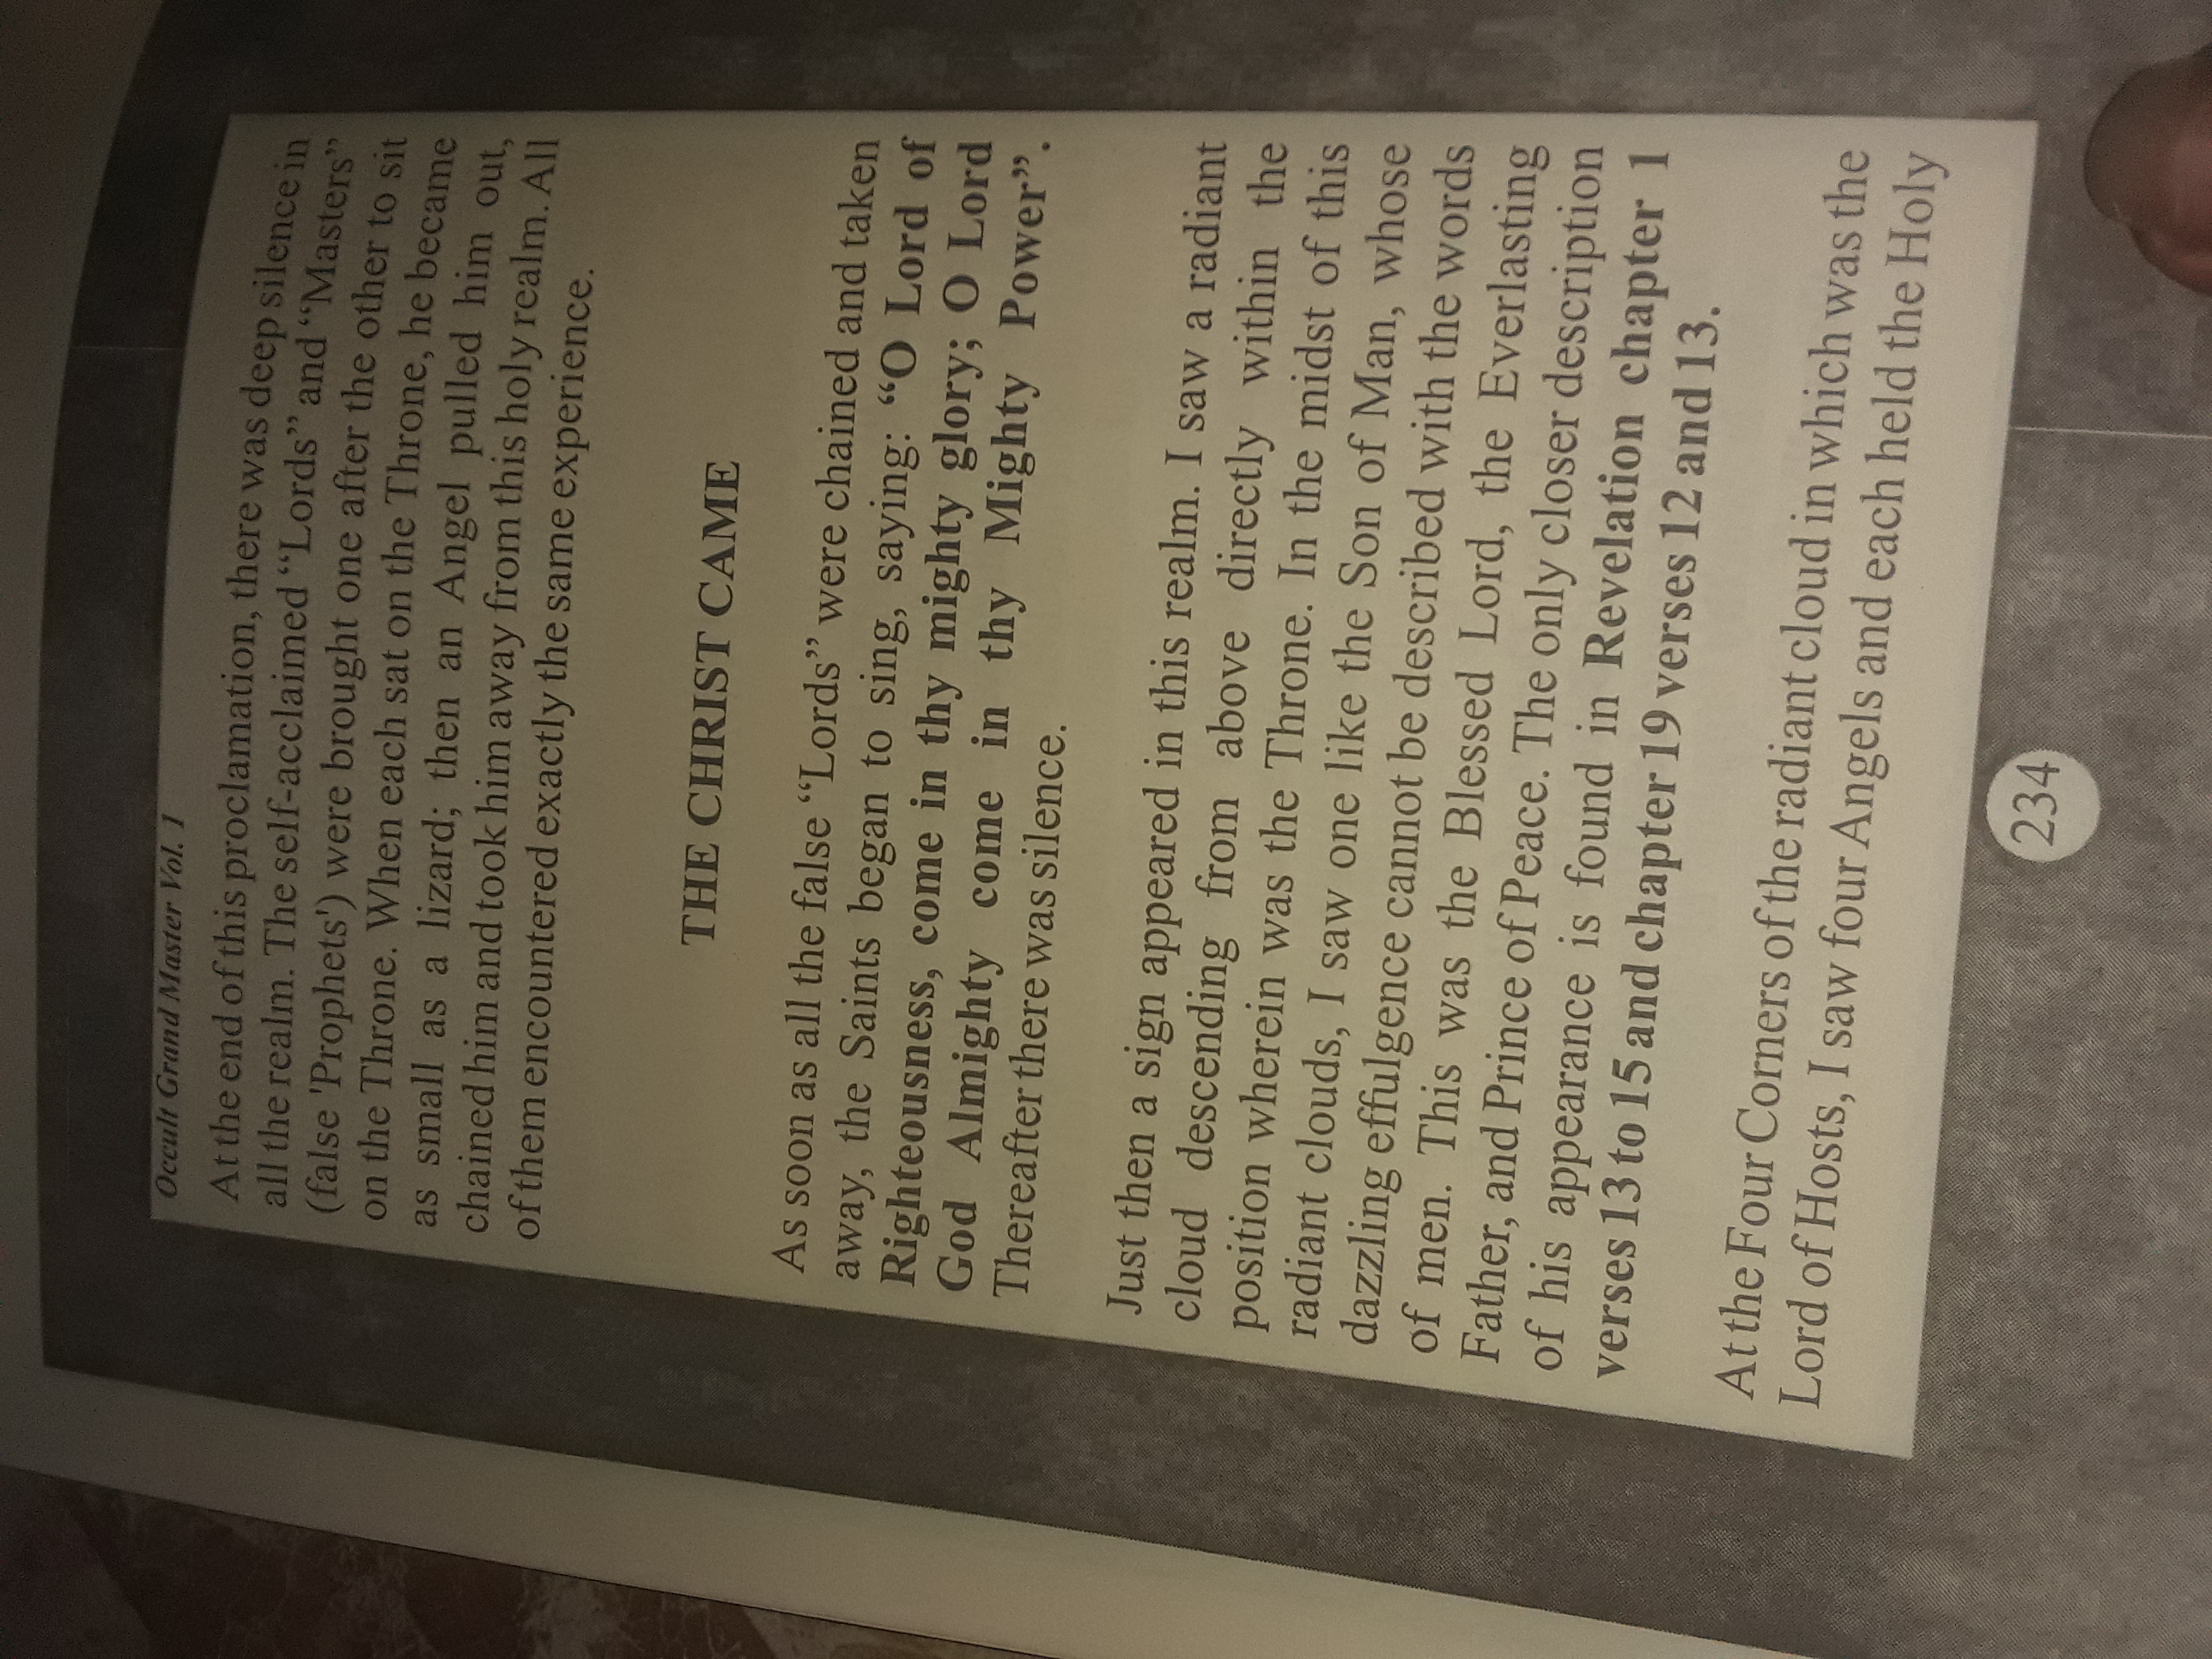 Occult Grand Master Vol. 1
At the end of this proclamation, there was deep silence in
all the realm. The self-acclaimed “Lords” and “Masters”
(false 'Prophets') were brought one after the other to sit
on the Throne. When each sat on the Throne, he became
as small as a lizard; then an Angel pulled him out,
chained him and took him away from this holy realm. All
of them encountered exactly the same experience.
THE CHRIST CAME
As soon as all the false “Lords” were chained and taken
away, the Saints began to sing, saying: “O Lord of
Righteousness, come in thy mighty glory; O Lord
God Almighty come in thy Mighty Power”.
Thereafter there was silence.
Just then a sign appeared in this realm. I saw a radiant
cloud descending from above directly within the
position wherein was the Throne. In the midst of this
radiant clouds, I saw one like the Son of Man, whose
dazzling effulgence cannot be described with the words
of men. This was the Blessed Lord, the Everlasting
Father, and Prince of Peace. The only closer description
of his appearance is found in Revelation chapter 1
verses 13 to 15 and chapter 19 verses 12 and 13.
At the Four Corners of the radiant cloud in which was the
Lord of Hosts, I saw four Angels and each held the Holy
234